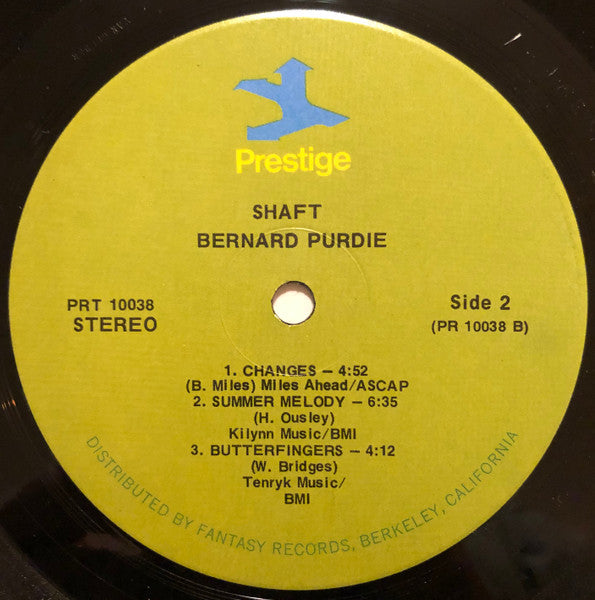 Prestige
SHAFT
BERNARD PURDIE
PRT 10038
STEREO
Side 2
(PR 10038 B)
1. CHANGES – 4:52
(B. Miles) Miles Ahead/ASCAP
2. SUMMER MELODY – 6:35
(H. Ousley)
Kilynn Music/BMI
3. BUTTERFINGERS – 4:12
(W. Bridges)
Tenryk Music/
BMI
DISTRIBUTED BY FANTASY RECORDS, BERKELEY, CALIFORNIA